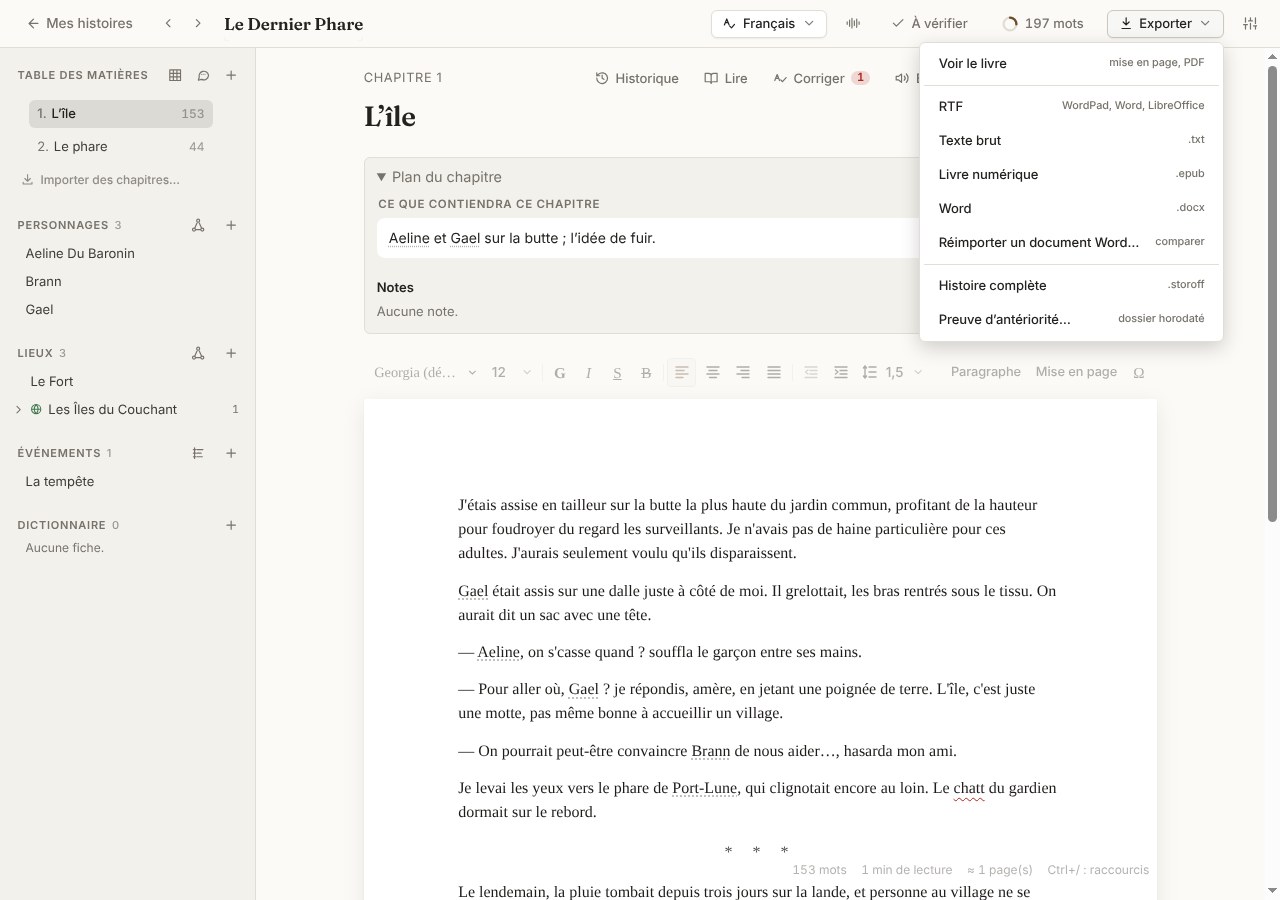 Mes histoires
Le Dernier Phare
Français
À vérifier
197 mots
Exporter
Voir le livre mise en page, PDF
RTF WordPad, Word, LibreOffice
Texte brut .txt
Livre numérique .epub
Word .docx
Réimporter un document Word… comparer
Histoire complète .storoff
Preuve d’antériorité… dossier horodaté
TABLE DES MATIÈRES
1. L’île 153
2. Le phare 44
Importer des chapitres…
PERSONNAGES 3
Aeline Du Baronin
Brann
Gael
LIEUX 3
Le Fort
Les Îles du Couchant 1
ÉVÉNEMENTS 1
La tempête
DICTIONNAIRE 0
Aucune fiche.
CHAPITRE 1
Historique
Lire
Corriger 1
L’île
Plan du chapitre
CE QUE CONTIENDRA CE CHAPITRE
Aeline et Gael sur la butte ; l’idée de fuir.
Notes
Aucune note.
Georgia (dé… 12 G I S B 1,5 Paragraphe Mise en page Ω
J'étais assise en tailleur sur la butte la plus haute du jardin commun, profitant de la hauteur
pour foudroyer du regard les surveillants. Je n'avais pas de haine particulière pour ces
adultes. J'aurais seulement voulu qu'ils disparaissent.
Gael était assis sur une dalle juste à côté de moi. Il grelottait, les bras rentrés sous le tissu. On
aurait dit un sac avec une tête.
— Aeline, on s'casse quand ? souffla le garçon entre ses mains.
— Pour aller où, Gael ? je répondis, amère, en jetant une poignée de terre. L'île, c'est juste
une motte, pas même bonne à accueillir un village.
— On pourrait peut-être convaincre Brann de nous aider…, hasarda mon ami.
Je levai les yeux vers le phare de Port-Lune, qui clignotait encore au loin. Le chatt du gardien
dormait sur le rebord.
* * *
153 mots 1 min de lecture ≈ 1 page(s) Ctrl+/ : raccourcis
Le lendemain, la pluie tombait depuis trois jours sur la lande, et personne au village ne se